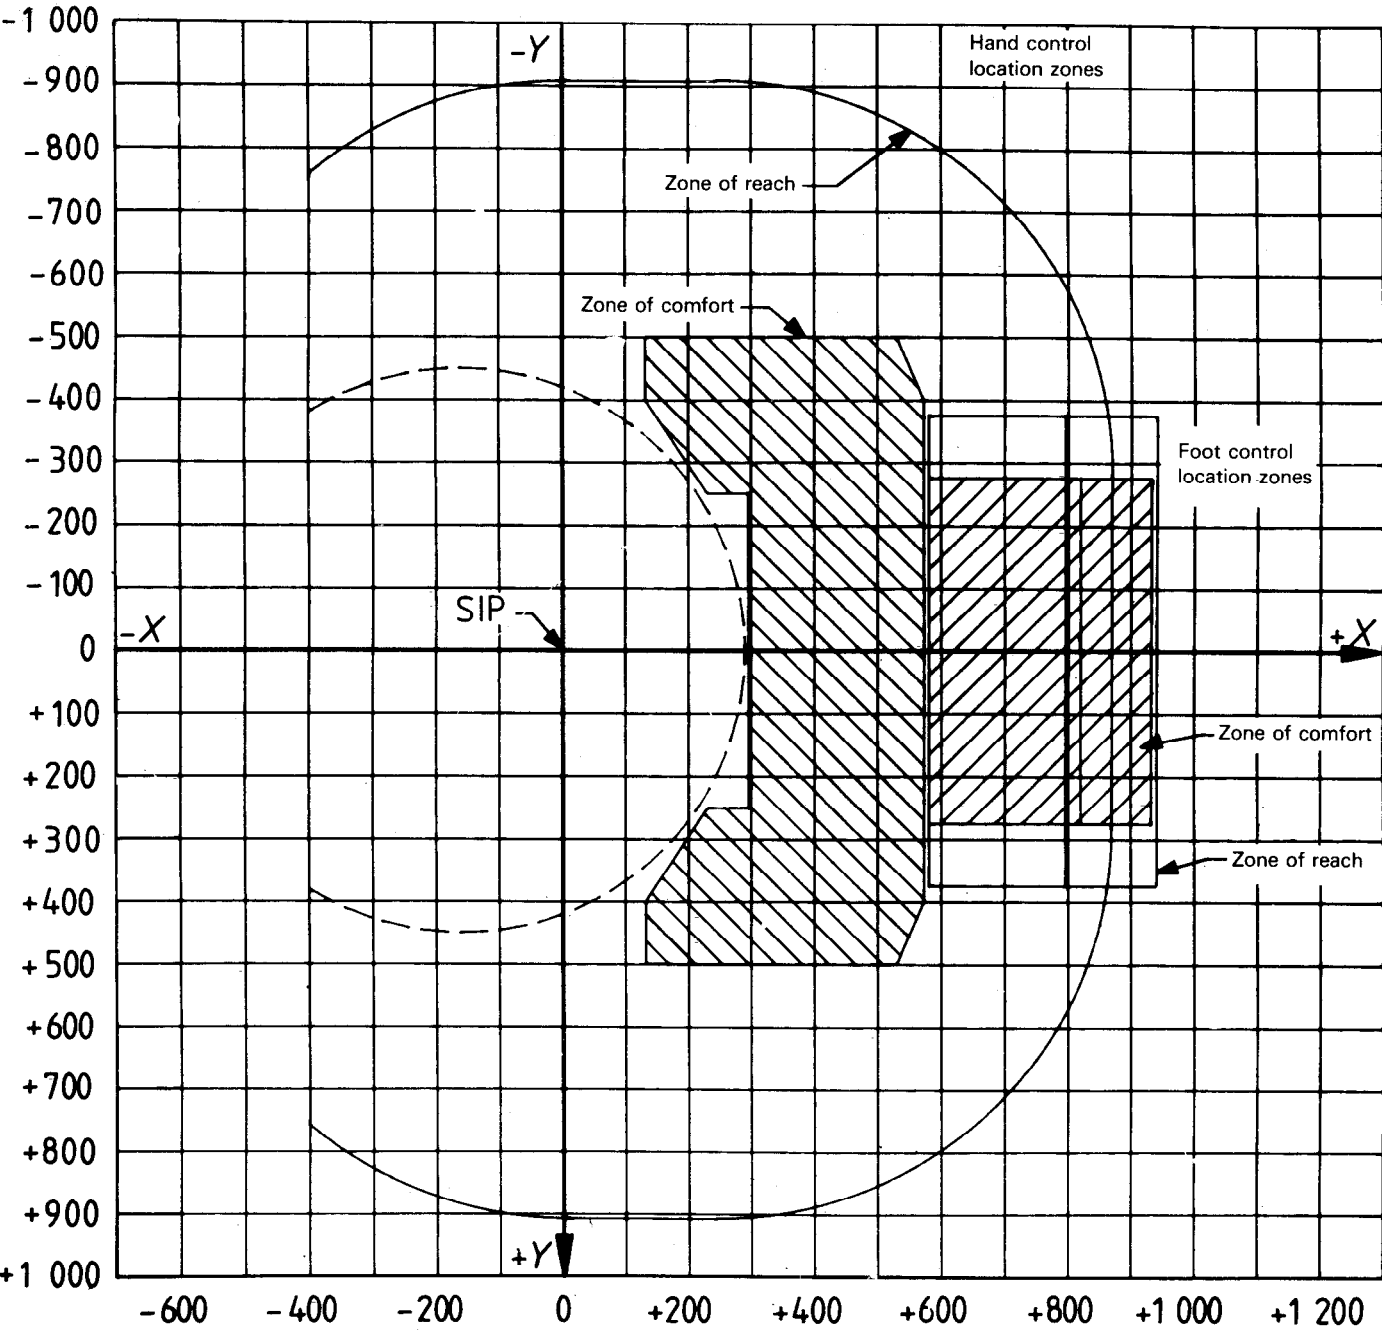 -1 000
-Y
Hand control
location zones
-900
-800
Zone of reach
-700
-600
Zone of comfort
-500
-400
Foot control
location zones
-300
-200
-100
SIP
-X
+X
0
+100
Zone of comfort
+200
+300
Zone of reach
+400
+500
+600
+700
+800
+900
+Y
+1 000
-600 -400 -200 0 +200 +400 +600 +800 +1 000 +1 200